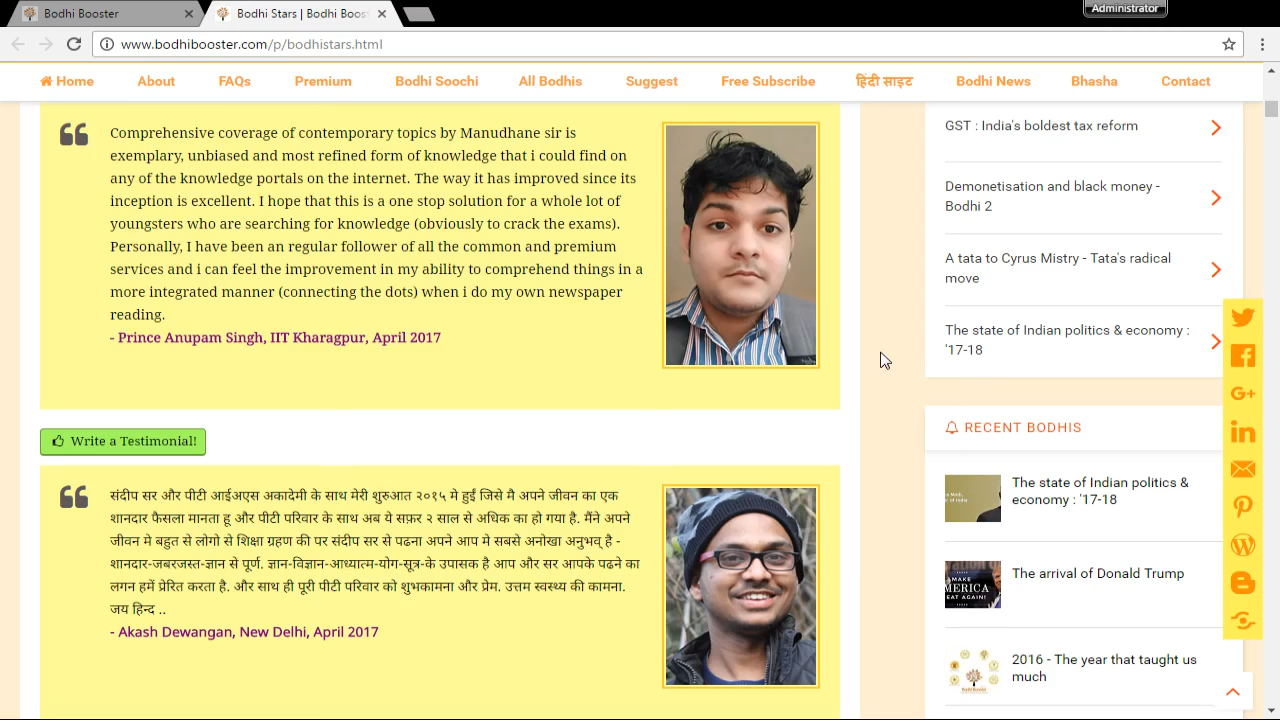 Bodhi Booster
Bodhi Stars | Bodhi Boos
Administrator
www.bodhibooster.com/p/bodhistars.html
Home About FAQs Premium Bodhi Soochi All Bodhis Suggest Free Subscribe हिंदी साइट Bodhi News Bhasha Contact
Comprehensive coverage of contemporary topics by Manudhane sir is
exemplary, unbiased and most refined form of knowledge that i could find on
any of the knowledge portals on the internet. The way it has improved since its
inception is excellent. I hope that this is a one stop solution for a whole lot of
youngsters who are searching for knowledge (obviously to crack the exams).
Personally, I have been an regular follower of all the common and premium
services and i can feel the improvement in my ability to comprehend things in a
more integrated manner (connecting the dots) when i do my own newspaper
reading.
- Prince Anupam Singh, IIT Kharagpur, April 2017
Write a Testimonial!
संदीप सर और पीटी आईअएस अकादेमी के साथ मेरी शुरुआत २०१५ मे हुईं जिसे मै अपने जीवन का एक
शानदार फैसला मानता हू और पीटी परिवार के साथ अब ये सफ़र २ साल से अधिक का हो गया है. मैंने अपने
जीवन मे बहुत से लोगो से शिक्षा ग्रहण की पर संदीप सर से पढना अपने आप मे सबसे अनोखा अनुभव् है -
शानदार-जबरजस्त-ज्ञान से पूर्ण. ज्ञान-विज्ञान-आध्यात्म-योग-सूत्र-के उपासक है आप और सर आपके पढने का
लगन हमें प्रेरित करता है. और साथ ही पूरी पीटी परिवार को शुभकामना और प्रेम. उत्तम स्वस्थ्य की कामना.
जय हिन्द ..
- Akash Dewangan, New Delhi, April 2017
GST : India's boldest tax reform
Demonetisation and black money -
Bodhi 2
A tata to Cyrus Mistry - Tata's radical
move
The state of Indian politics & economy :
'17-18
RECENT BODHIS
The state of Indian politics &
economy : '17-18
The arrival of Donald Trump
2016 - The year that taught us
much